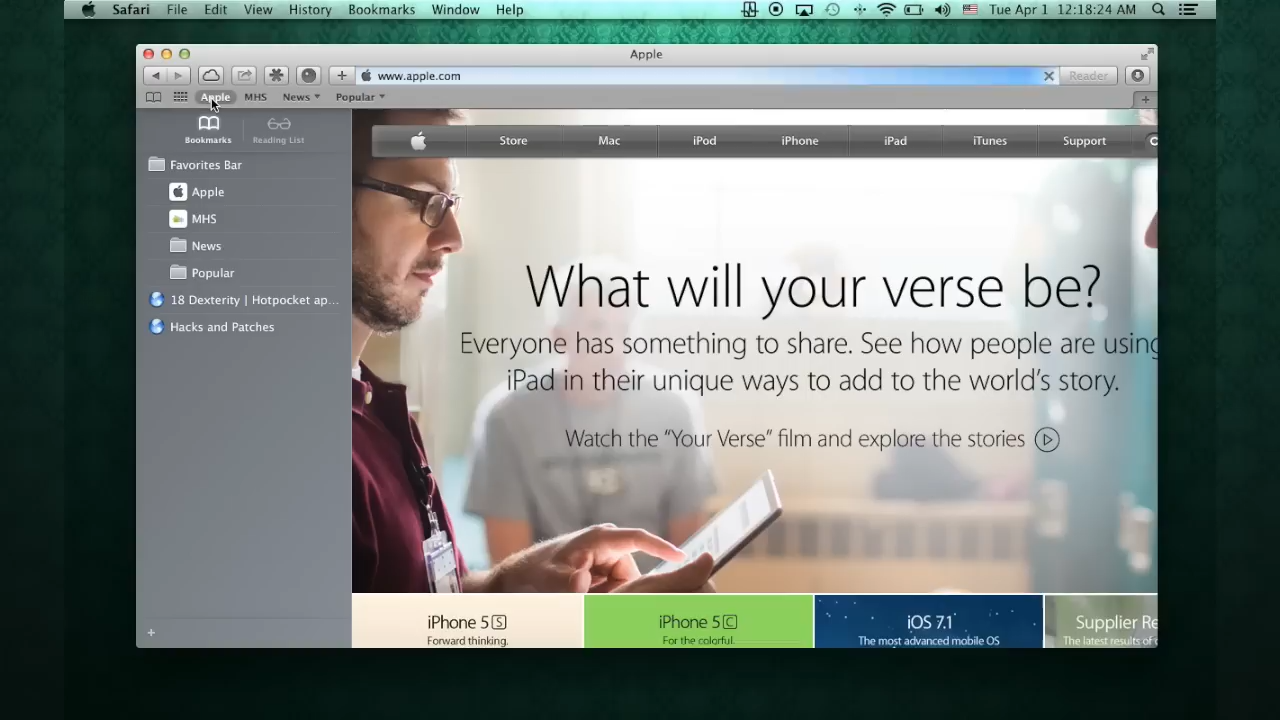 Safari File Edit View History Bookmarks Window Help Tue Apr 1 12:18:24 AM
Apple
www.apple.com Reader
Apple MHS News Popular
Bookmarks Reading List
Favorites Bar
Apple
MHS
News
Popular
18 Dexterity | Hotpocket ap...
Hacks and Patches
Store Mac iPod iPhone iPad iTunes Support
What will your verse be?
Everyone has something to share. See how people are using
iPad in their unique ways to add to the world's story.
Watch the “Your Verse” film and explore the stories
iPhone 5S
Forward thinking.
iPhone 5C
For the colorful.
iOS 7.1
The most advanced mobile OS
Supplier Re
The latest results of